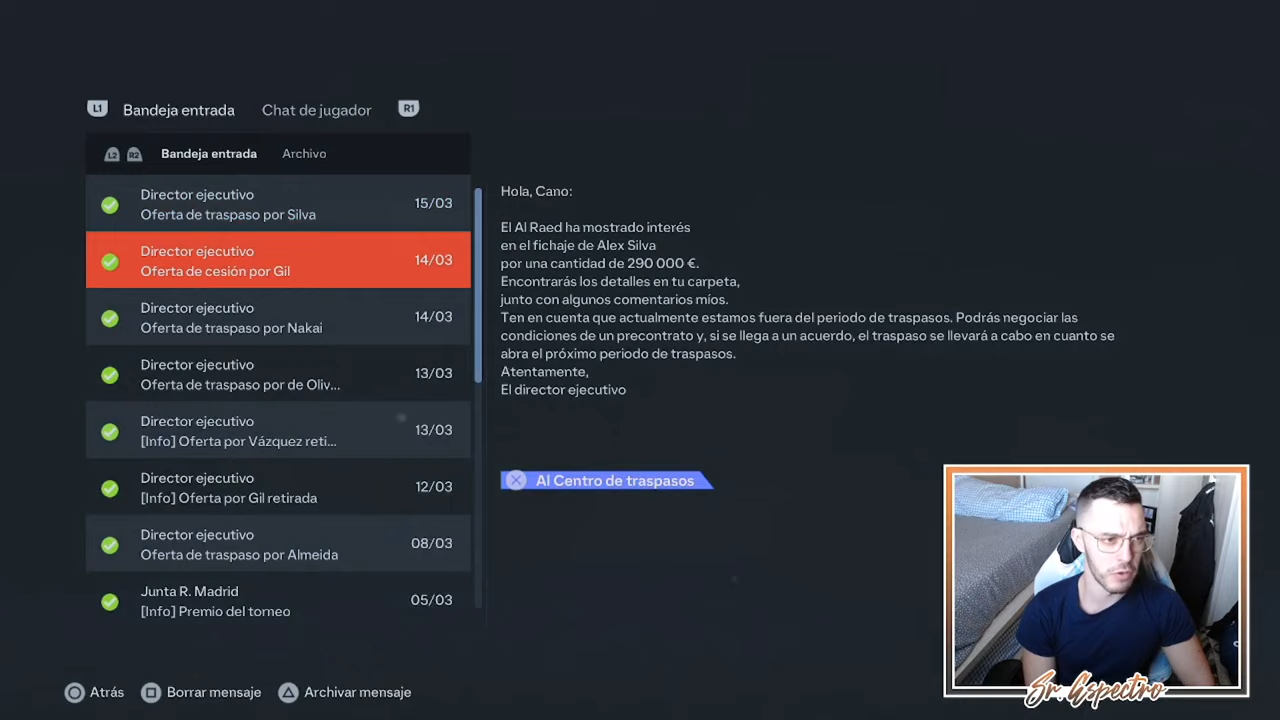 L1 Bandeja entrada Chat de jugador R1
L2 R2 Bandeja entrada Archivo
Director ejecutivo
Oferta de traspaso por Silva
15/03
Director ejecutivo
Oferta de cesión por Gil
14/03
Director ejecutivo
Oferta de traspaso por Nakai
14/03
Director ejecutivo
Oferta de traspaso por de Oliv...
13/03
Director ejecutivo
[Info] Oferta por Vázquez reti...
13/03
Director ejecutivo
[Info] Oferta por Gil retirada
12/03
Director ejecutivo
Oferta de traspaso por Almeida
08/03
Junta R. Madrid
[Info] Premio del torneo
05/03
Hola, Cano:
El Al Raed ha mostrado interés
en el fichaje de Alex Silva
por una cantidad de 290 000 €.
Encontrarás los detalles en tu carpeta,
junto con algunos comentarios míos.
Ten en cuenta que actualmente estamos fuera del periodo de traspasos. Podrás negociar las
condiciones de un precontrato y, si se llega a un acuerdo, el traspaso se llevará a cabo en cuanto se
abra el próximo periodo de traspasos.
Atentamente,
El director ejecutivo
Al Centro de traspasos
Sr. Espectro
Atrás Borrar mensaje Archivar mensaje